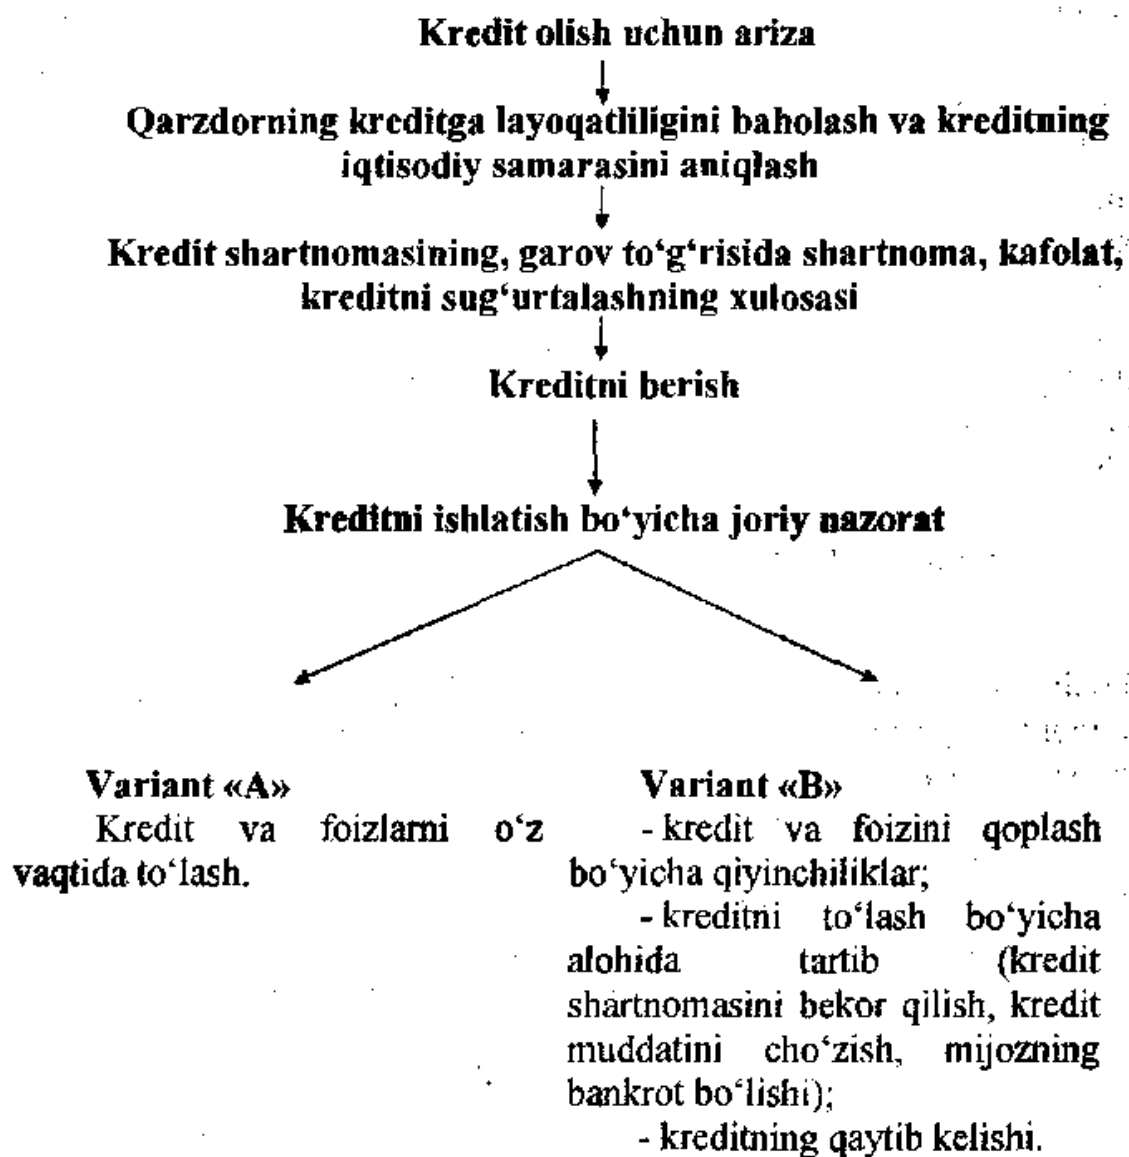 Kredit olish uchun ariza
Qarzdorning kreditga layoqatliligini baholash va kreditning
iqtisodiy samarasini aniqlash
Kredit shartnomasining, garov to‘g‘risida shartnoma, kafolat,
kreditni sug‘urtalashning xulosasi
Kreditni berish
Kreditni ishlatish bo‘yicha joriy nazorat
Variant «A»
Kredit va foizlarni o‘z
vaqtida to‘lash.
Variant «B»
- kredit va foizini qoplash
bo‘yicha qiyinchiliklar;
- kreditni to‘lash bo‘yicha
alohida tartib (kredit
shartnomasini bekor qilish, kredit
muddatini cho‘zish, mijozning
bankrot bo‘lishi);
- kreditning qaytib kelishi.